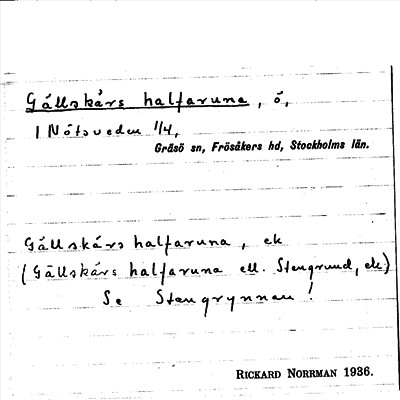 Gällskärs halfaruna, ö,
1 Nötsveden 1/4,
Gräsö sn, Frösåkers hd, Stockholms län.
Gällskärs halfaruna, ek
(Gällskärs halfaruna ell. Stengrund, ek)
Se Stengrynnan!
RICKARD NORRMAN 1936.